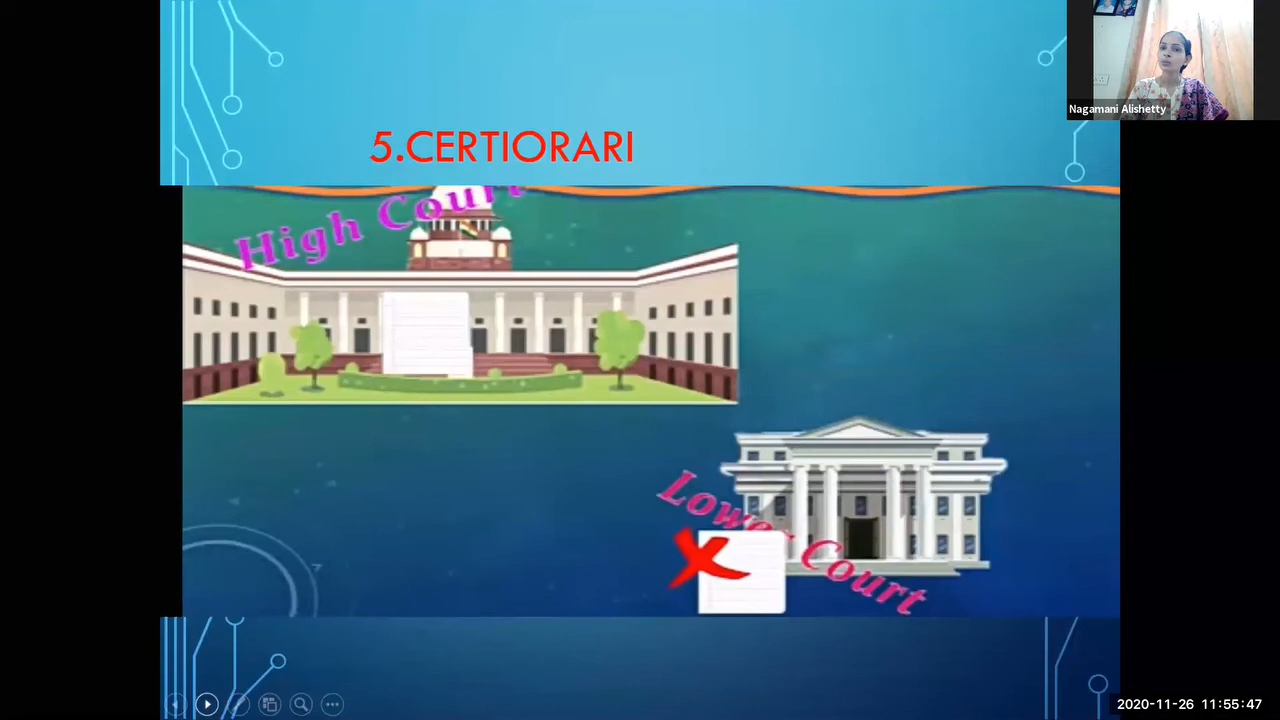 Nagamani Alishetty
5.CERTIORARI
High Court
Lower Court
2020-11-26 11:55:47